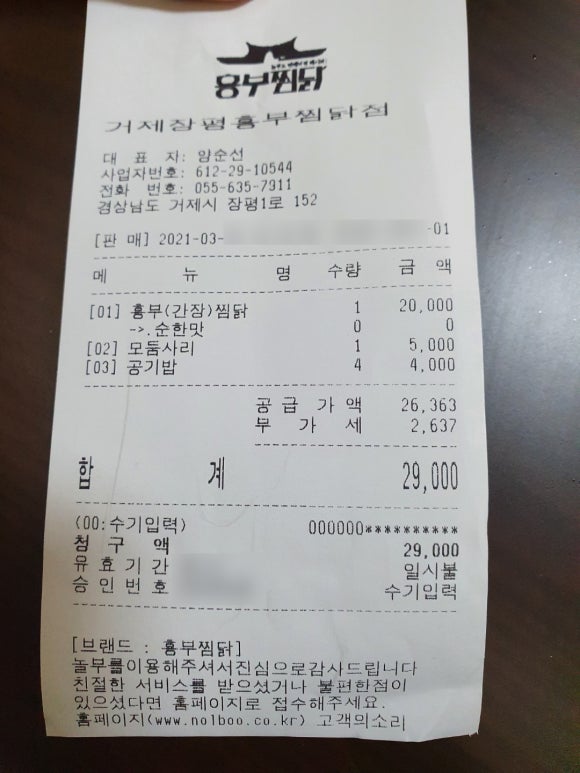 흥부찜닭
거제장평흥부찜닭점
대 표 자: 양순선
사업자번호: 612-29-10544
전화 번호: 055-635-7911
경상남도 거제시 장평1로 152
[판 매] 2021-03- -01
메 뉴 명 수량 금 액
[01] 흥부(간장)찜닭 1 20,000
->.순한맛 0 0
[02] 모둠사리 1 5,000
[03] 공기밥 4 4,000
공 급 가 액 26,363
부 가 세 2,637
합 계 29,000
(00:수기입력) 000000**********
청 구 액 29,000
유 효 기 간 일시불
승 인 번 호 수기입력
[브랜드 : 흥부찜닭]
놀부를이용해주셔서진심으로감사드립니다
친절한 서비스를 받으셨거나 불편한점이
있으셨다면 홈페이지로 접수해주세요.
홈페이지(www.nolboo.co.kr) 고객의소리